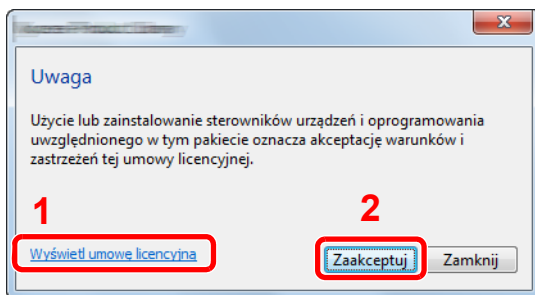 Uwaga
Użycie lub zainstalowanie sterowników urządzeń i oprogramowania
uwzględnionego w tym pakiecie oznacza akceptację warunków i
zastrzeżeń tej umowy licencyjnej.
1
2
Wyświetl umowę licencyjną
Zaakceptuj
Zamknij